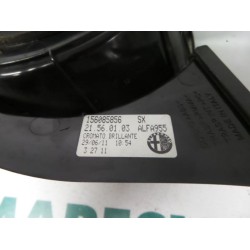 156085856 SX
21.56.01.03 ALFA955
CROMATO BRILLANTE
29/06/11 10 54
3 27 11